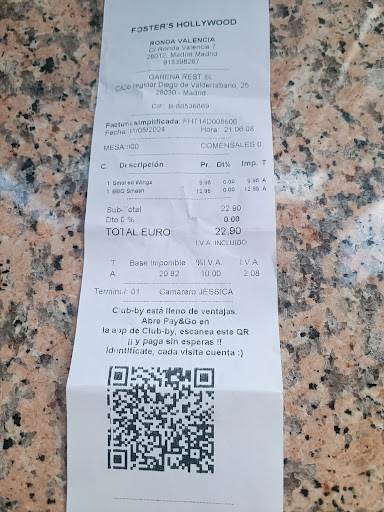 FOSTER'S HOLLYWOOD
RONDA VALENCIA
C/ Ronda Valencia 7
28012, Madrid, Madrid
915398267
GARENA REST SL
C/Corregidor Diego de Valderrabano, 25
28030 - Madrid
CIF: B-86538869
Factura simplificada: FHT14D008606
Fecha: 11/05/2024 Hora: 21:06:08
MESA:900 COMENSALES:0
C. Descripción Pr. Dt% Imp. T
1 Smoked Wings 9.95 0.00 9.95 A
1 BBQ Smash 12.95 0.00 12.95 A
Sub-Total 22.90
Dto 0 % 0.00
TOTAL EURO: 22.90
I.V.A. INCLUIDO
T Base Imponible %I.V.A. I.V.A.
A 20.82 10.00 2.08
Terminal: 01 Camarero: JESSICA
Club-by está lleno de ventajas.
Abre Pay&Go en
la app de Club-by, escanea este QR
¡¡ y paga sin esperas !!
Identifícate, cada visita cuenta :)